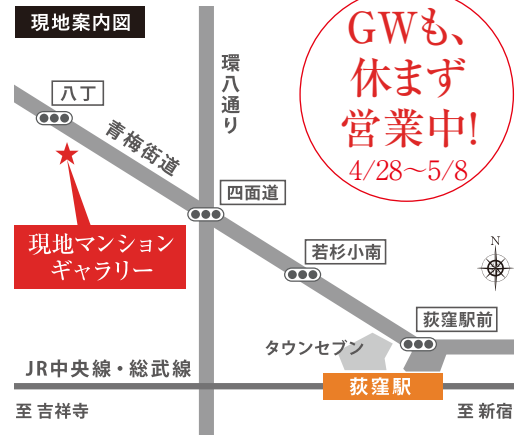 現地案内図
GWも、
休まず
営業中!
4/28〜5/8
環八通り
八丁
青梅街道
四面道
現地マンション
ギャラリー
若杉小南
N
荻窪駅前
タウンセブン
JR中央線・総武線
荻窪駅
至 吉祥寺
至 新宿